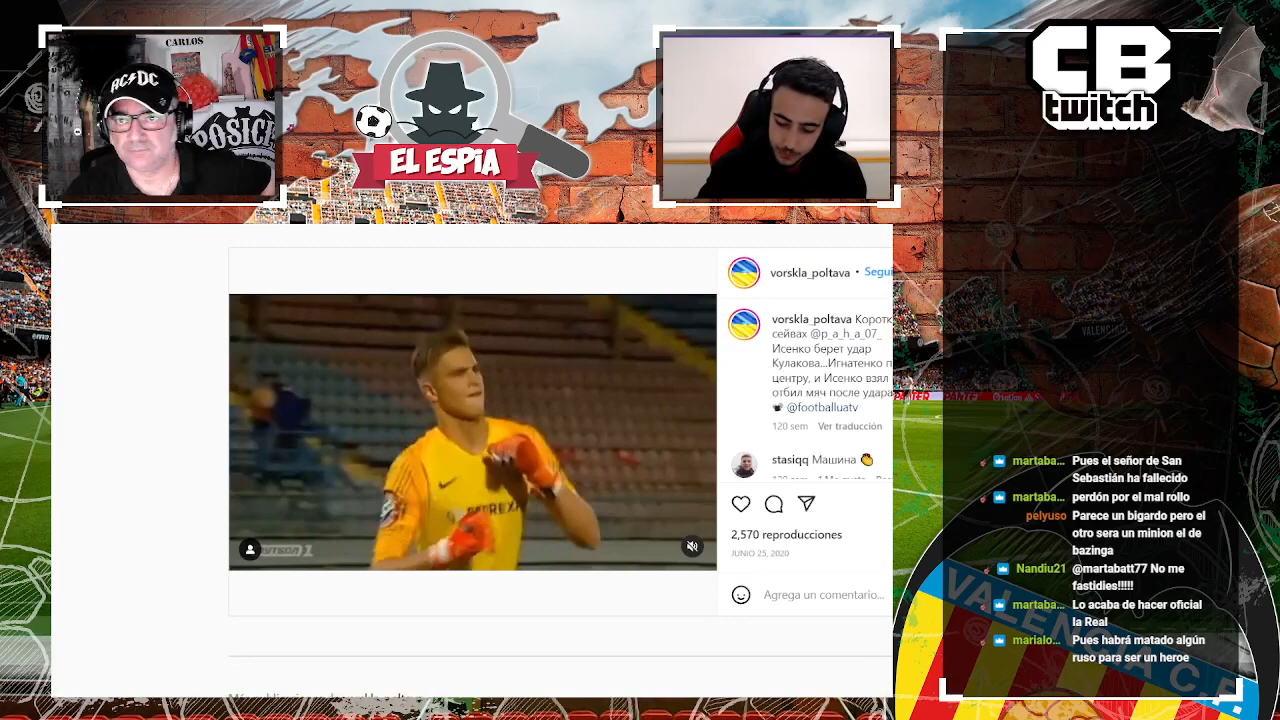 CARLOS
AC/DC
POSICI
EL ESPIA
CB
twitch
vorskla_poltava • Segui
vorskla_poltava Коротк
сейвах @p_a_h_a_07_
Исенко берет удар
Кулакова...Игнатенко п
центру, и Исенко взял
отбил мяч после удара
@footballuatv
120 sem Ver traducción
stasiqq Машина
2,570 reproducciones
JUNIO 25, 2020
Agrega un comentario...
martaba... Pues el señor de San
Sebastián ha fallecido
martaba... perdón por el mal rollo
pelyuso Parece un bigardo pero el
otro sera un minion el de
bazinga
Nandiu21 @martabatt77 No me
fastidies!!!!!
martaba... Lo acaba de hacer oficial
la Real
marialo... Pues habrá matado algún
ruso para ser un heroe
VALENCIA C.F.